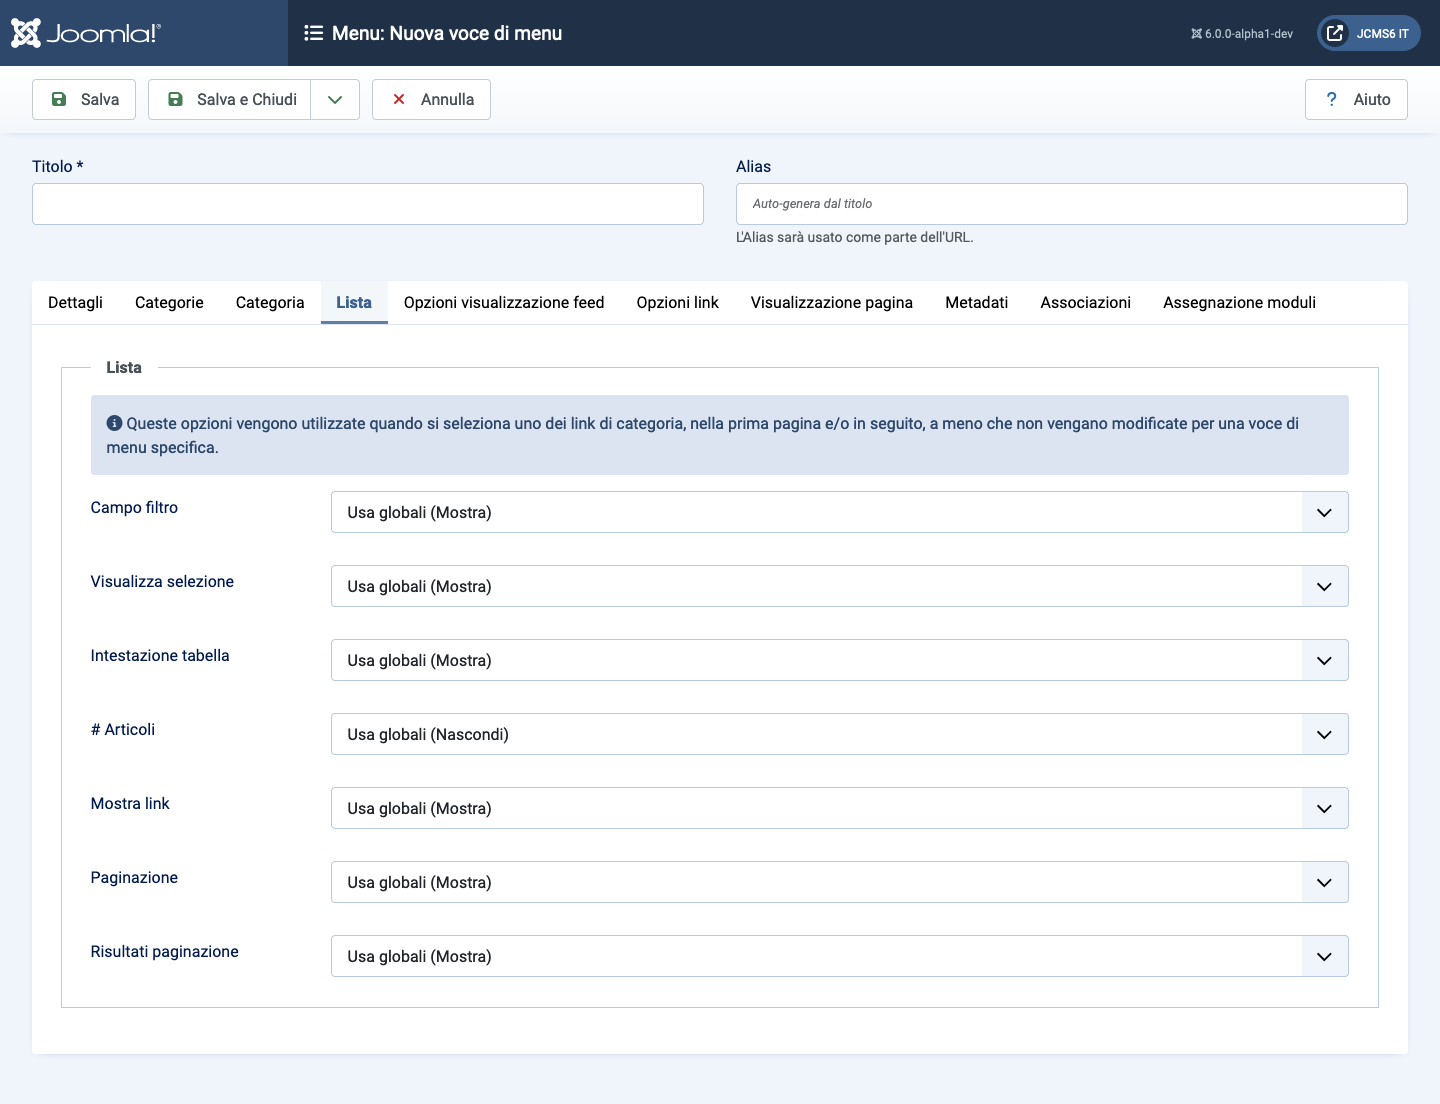 Joomla!®
Menu: Nuova voce di menu
6.0.0-alpha1-dev
JCMS6 IT
Salva
Salva e Chiudi
Annulla
? Aiuto
Titolo *
Alias
Auto-genera dal titolo
L'Alias sarà usato come parte dell'URL.
Dettagli Categorie Categoria Lista Opzioni visualizzazione feed Opzioni link Visualizzazione pagina Metadati Associazioni Assegnazione moduli
Lista
Queste opzioni vengono utilizzate quando si seleziona uno dei link di categoria, nella prima pagina e/o in seguito, a meno che non vengano modificate per una voce di
menu specifica.
Campo filtro
Usa globali (Mostra)
Visualizza selezione
Usa globali (Mostra)
Intestazione tabella
Usa globali (Mostra)
# Articoli
Usa globali (Nascondi)
Mostra link
Usa globali (Mostra)
Paginazione
Usa globali (Mostra)
Risultati paginazione
Usa globali (Mostra)